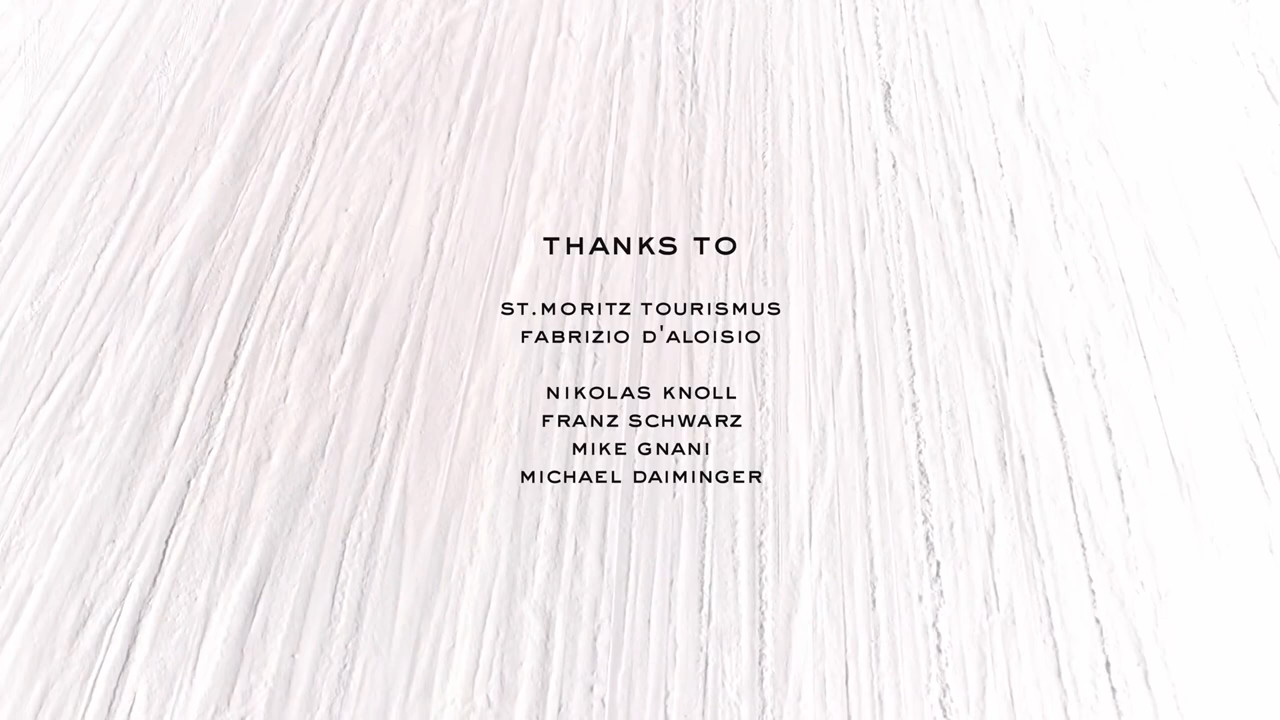 THANKS TO
ST.MORITZ TOURISMUS
FABRIZIO D'ALOISIO
NIKOLAS KNOLL
FRANZ SCHWARZ
MIKE GNANI
MICHAEL DAIMINGER